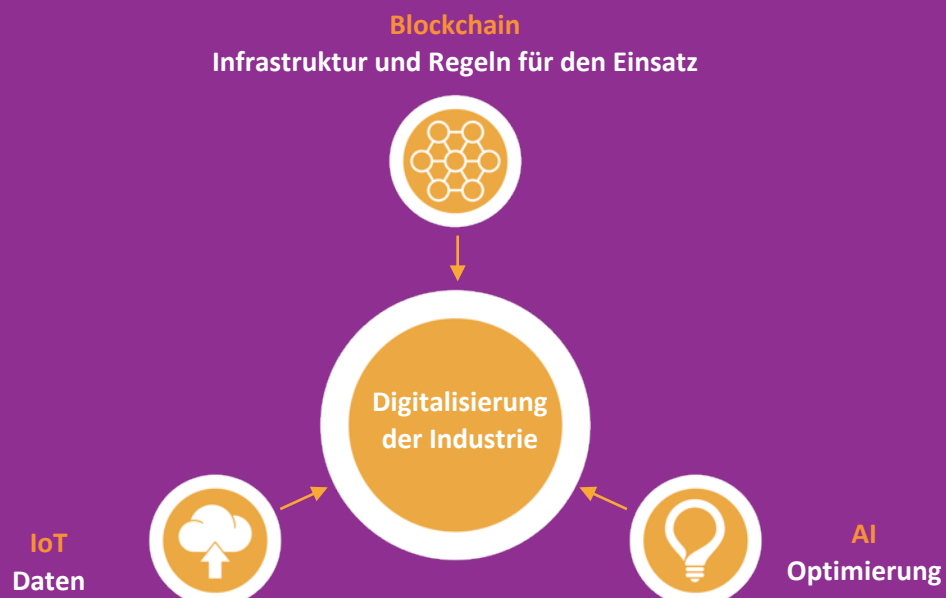 Blockchain
Infrastruktur und Regeln für den Einsatz
Digitalisierung
der Industrie
IoT
Daten
AI
Optimierung